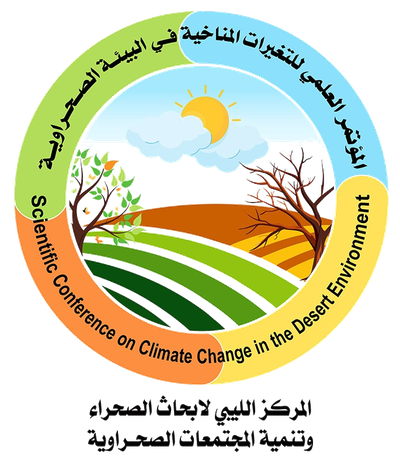 المؤتمر العلمي للتغيرات المناخية في البيئة الصحراوية
Scientific Conference on Climate Change in the Desert Environment
المركز الليبي لابحاث الصحراء
وتنمية المجتمعات الصحراوية